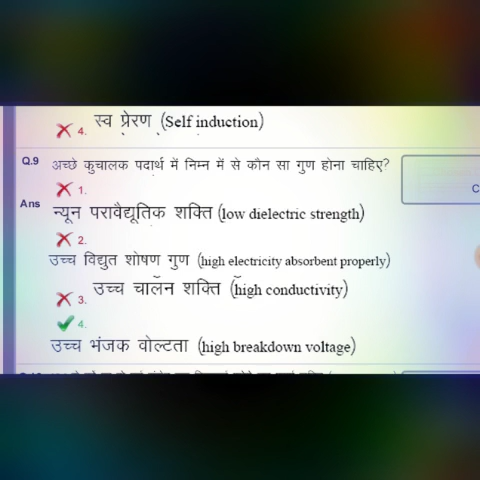 4. स्व प्रेरण (Self induction)
Q.9 अच्छे कुचालक पदार्थ में निम्न में से कौन सा गुण होना चाहिए?
Ans
1.
न्यून परावैद्यूतिक शक्ति (low dielectric strength)
2.
उच्च विद्युत शोषण गुण (high electricity absorbent properly)
3. उच्च चालन शक्ति (high conductivity)
4.
उच्च भंजक वोल्टता (high breakdown voltage)